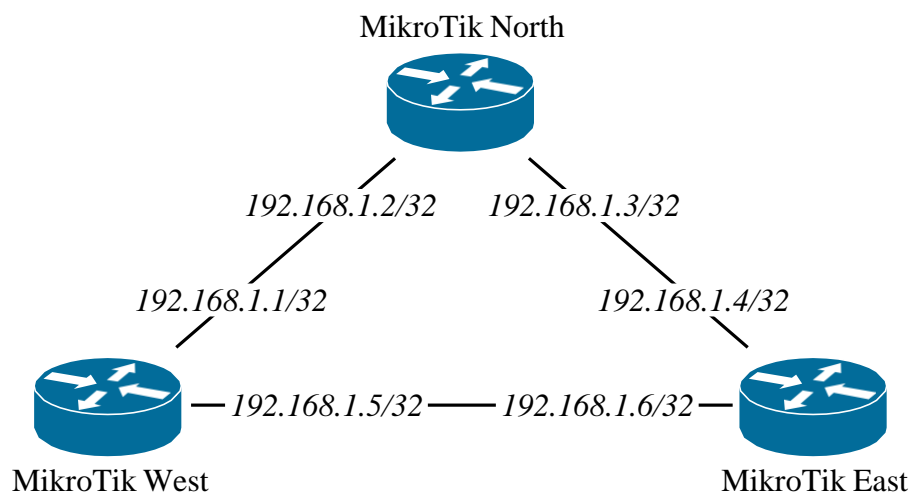 MikroTik North
192.168.1.2/32
192.168.1.3/32
192.168.1.1/32
192.168.1.4/32
192.168.1.5/32
192.168.1.6/32
MikroTik West
MikroTik East